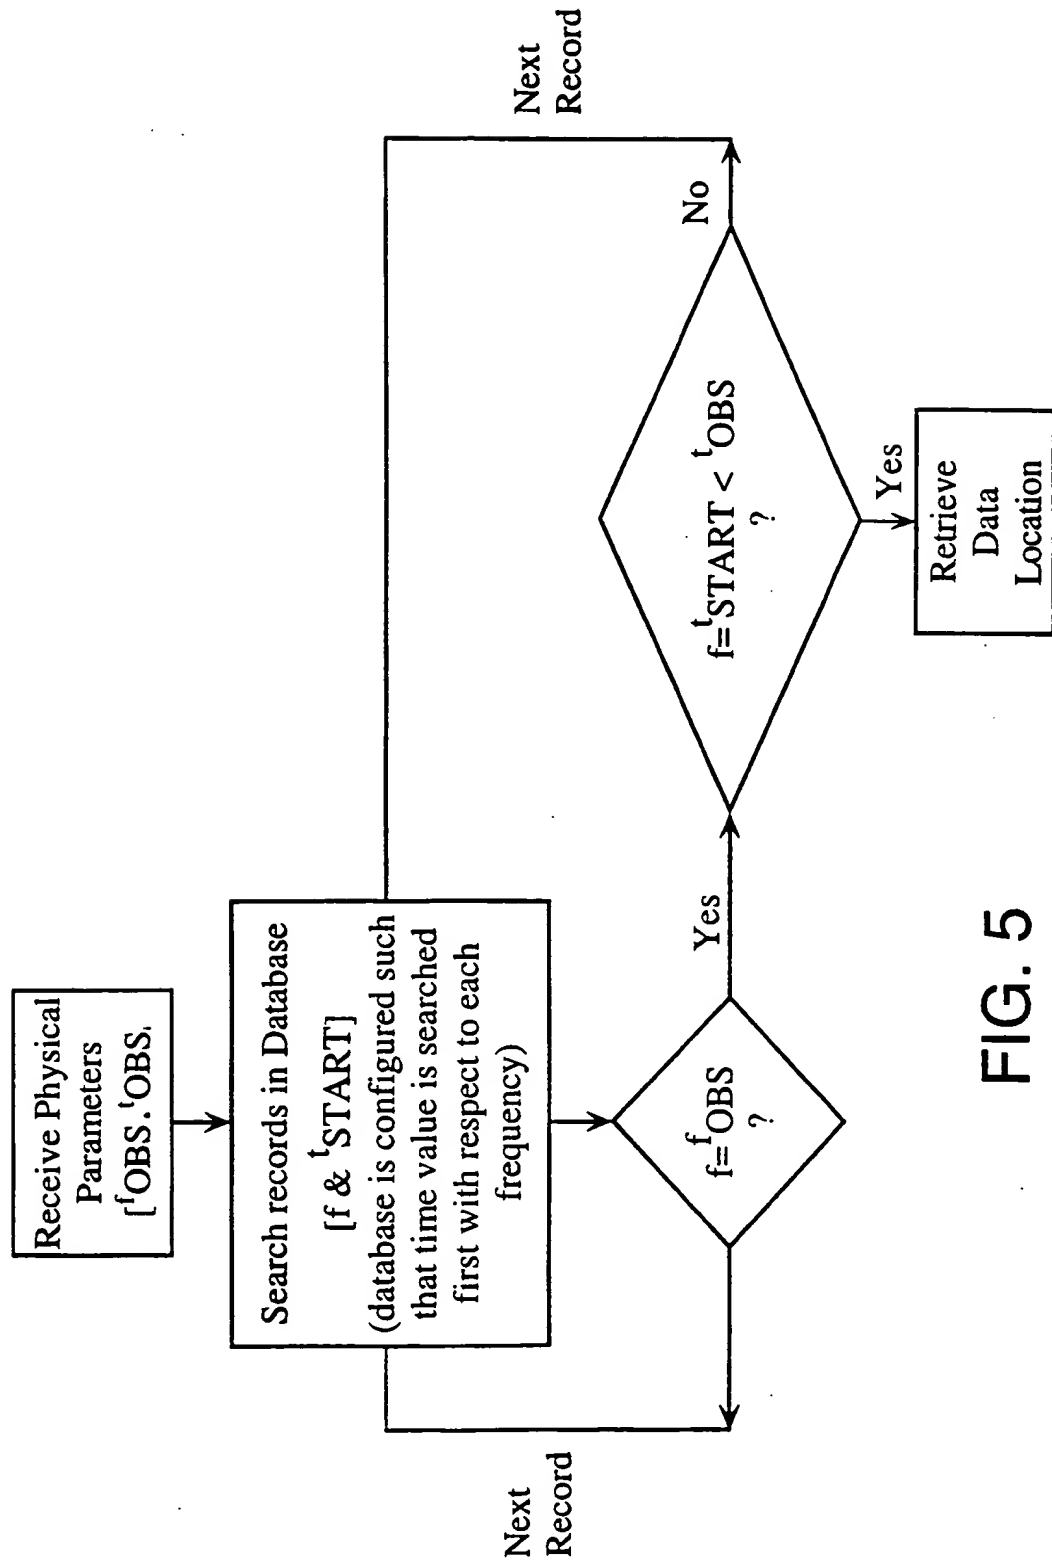 Receive Physical
Parameters
[fOBS.tOBS.
Search records in Database
[f & tSTART]
(database is configured such
that time value is searched
first with respect to each
frequency)
Next
Record
Next
Record
f=fOBS
?
Yes
f=tSTART < tOBS
?
No
Yes
Retrieve
Data
Location
FIG. 5